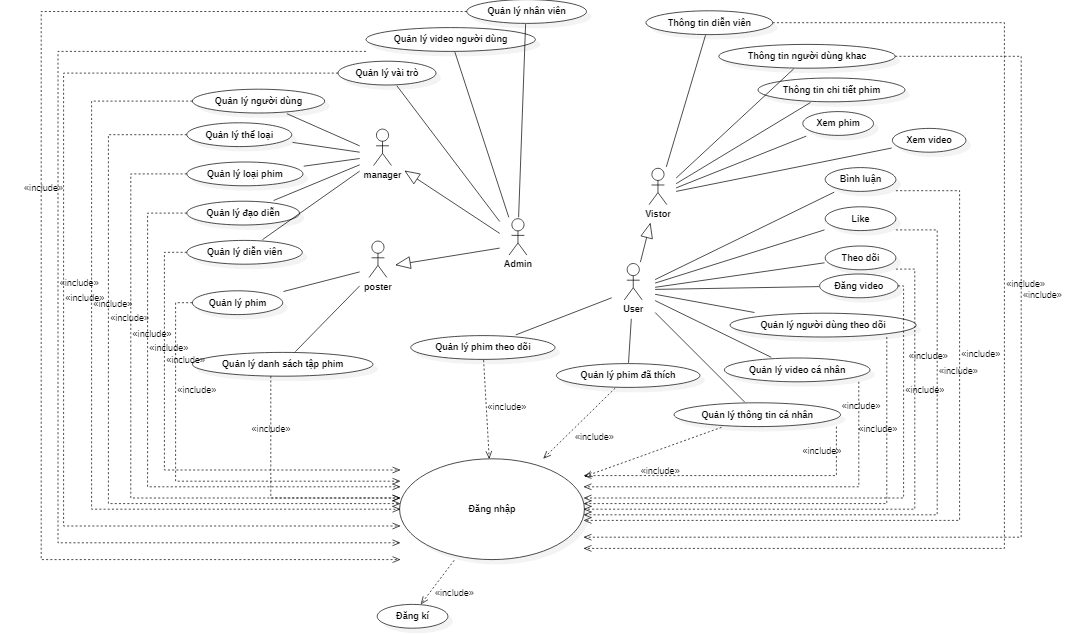 Quản lý nhân viên
Thông tin diễn viên
Quản lý video người dùng
Thông tin người dùng khac
Quản lý vài trò
Thông tin chi tiết phim
Quản lý người dùng
Xem phim
Quản lý thể loại
Xem video
manager
Quản lý loại phim
Bình luận
«include»
Quản lý đạo diễn
Vistor
Like
Quản lý diễn viên
Admin
Theo dõi
poster
«include»
Đăng video
«include»
«include»
«include»
«include»
Quản lý phim
User
«include»
Quản lý người dùng theo dõi
«include»
«include»
Quản lý phim theo dõi
«include»
«include»
«include»
Quản lý danh sách tập phim
Quản lý phim đã thích
Quản lý video cá nhân
«include»
«include»
«include»
«include»
«include»
Quản lý thông tin cá nhân
«include»
«include»
«include»
«include»
«include»
«include»
Đăng nhập
«include»
Đăng kí